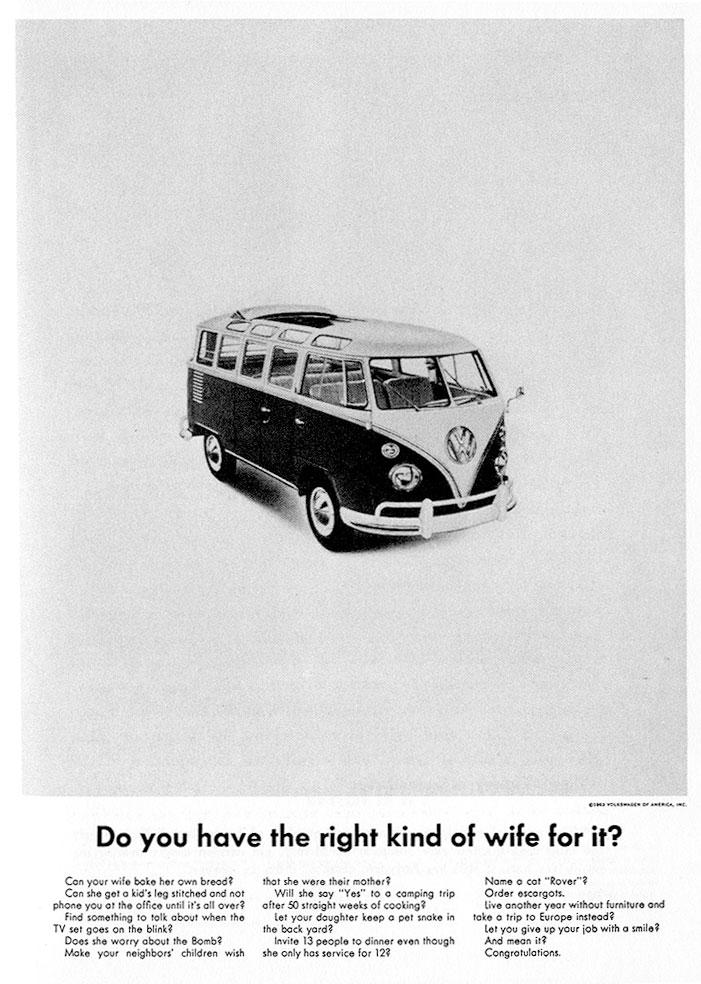 VW
©1963 VOLKSWAGEN OF AMERICA, INC.
Do you have the right kind of wife for it?
Can your wife bake her own bread?
Can she get a kid's leg stitched and not
phone you at the office until it's all over?
Find something to talk about when the
TV set goes on the blink?
Does she worry about the Bomb?
Make your neighbors' children wish
that she were their mother?
Will she say "Yes" to a camping trip
after 50 straight weeks of cooking?
Let your daughter keep a pet snake in
the back yard?
Invite 13 people to dinner even though
she only has service for 12?
Name a cat "Rover"?
Order escargots.
Live another year without furniture and
take a trip to Europe instead?
Let you give up your job with a smile?
And mean it?
Congratulations.